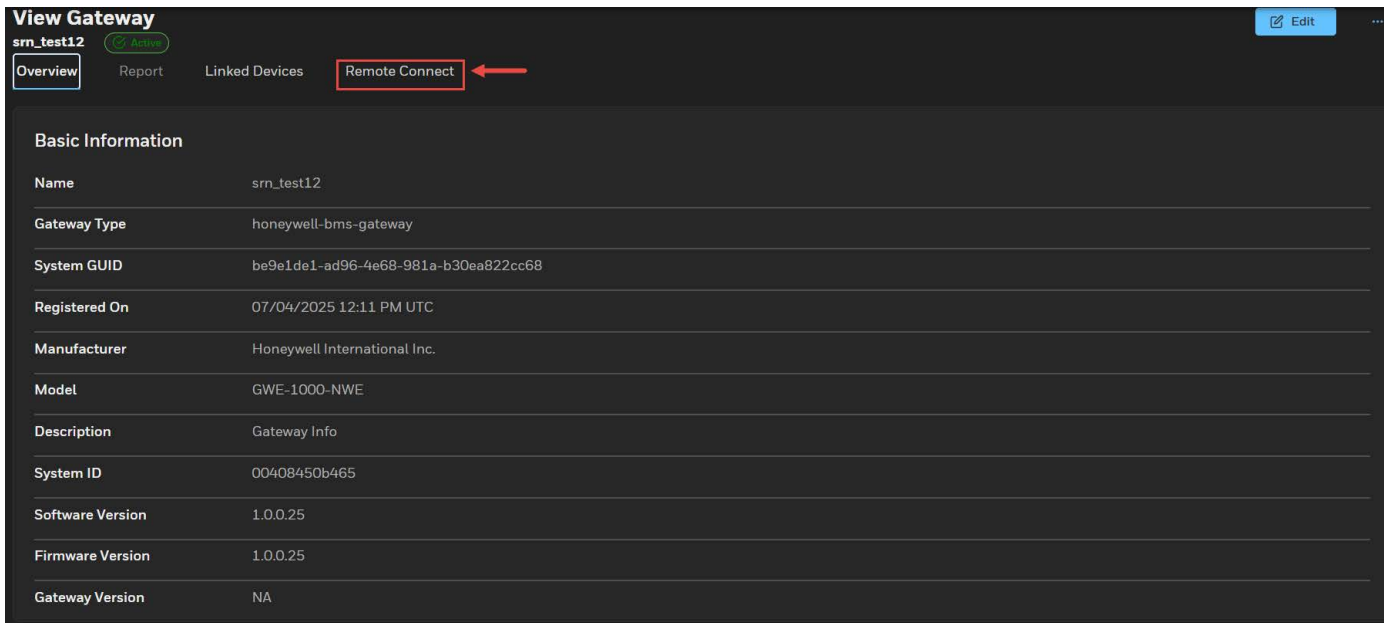 View Gateway
Edit
...
srn_test12 Active
Overview Report Linked Devices Remote Connect
Basic Information
Name srn_test12
Gateway Type honeywell-bms-gateway
System GUID be9e1de1-ad96-4e68-981a-b30ea822cc68
Registered On 07/04/2025 12:11 PM UTC
Manufacturer Honeywell International Inc.
Model GWE-1000-NWE
Description Gateway Info
System ID 00408450b465
Software Version 1.0.0.25
Firmware Version 1.0.0.25
Gateway Version NA